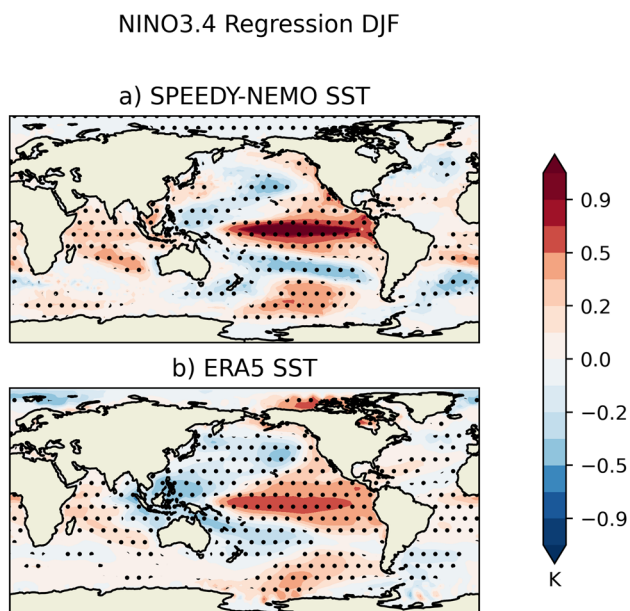 NINO3.4 Regression DJF
a) SPEEDY-NEMO SST
b) ERA5 SST
0.9
0.5
0.2
0.0
−0.2
−0.5
−0.9
K